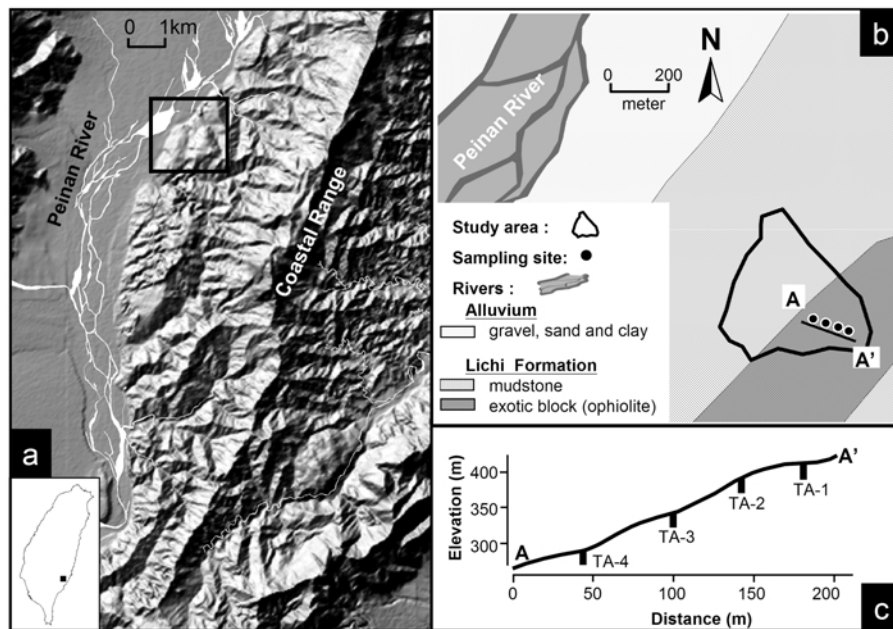 0 1km
Peinan River
Coastal Range
a
b
N
0 200
meter
Peinan River
Study area :
Sampling site:
Rivers :
Alluvium
gravel, sand and clay
Lichi Formation
mudstone
exotic block (ophiolite)
A
A'
Elevation (m)
400
350
300
A
A'
TA-1
TA-2
TA-3
TA-4
0 50 100 150 200
Distance (m)
c